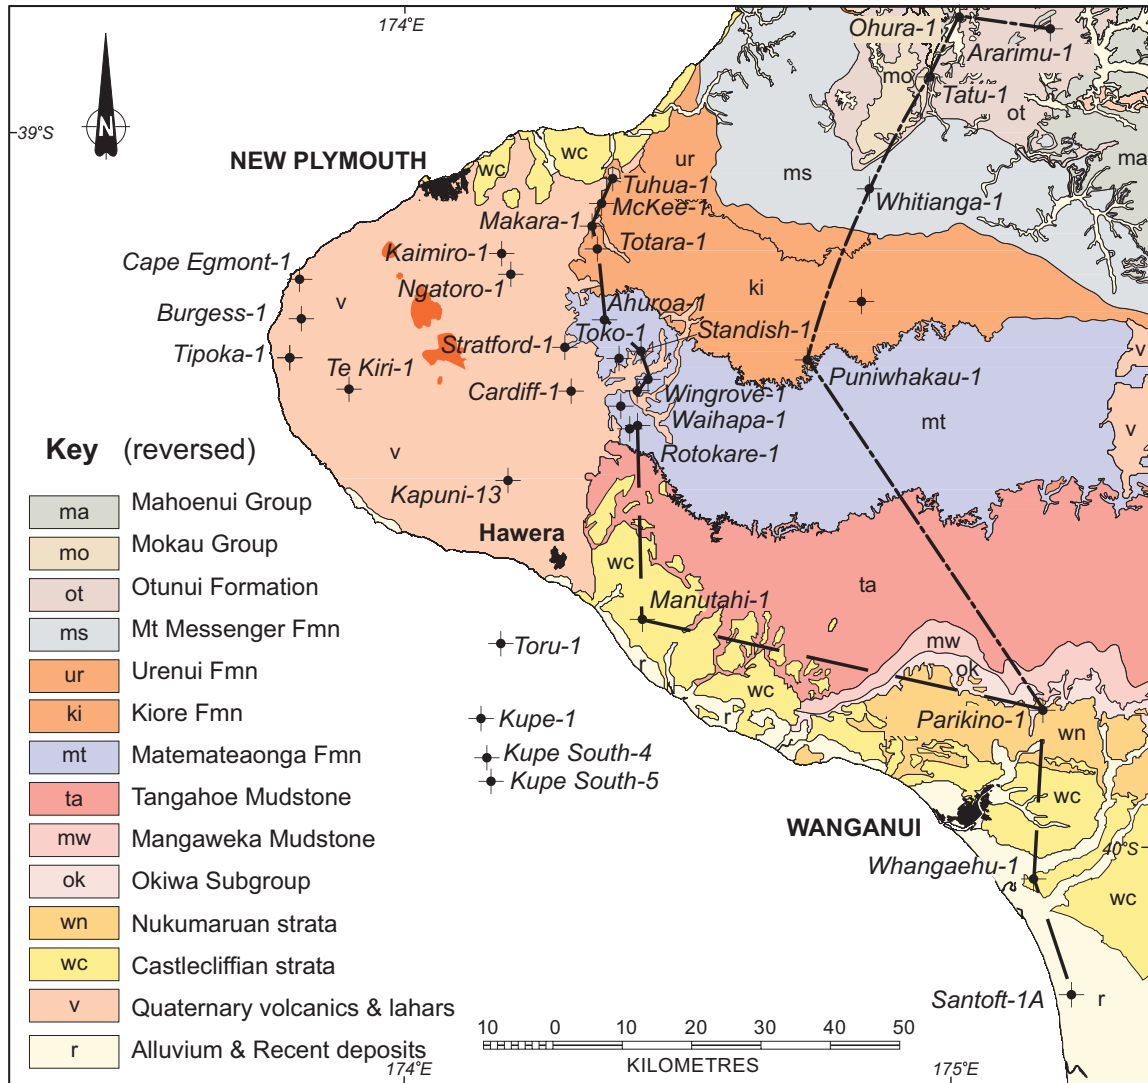 174°E
Ohura-1
Ararimu-1
mo
Tatu-1
ot
39°S
N
NEW PLYMOUTH
wc
wc
ur
ms
ma
Tuhua-1
McKee-1
Whitianga-1
Makara-1
Totara-1
Kaimiro-1
Cape Egmont-1
Ngatoro-1
ki
v
Ahuroa-1
Burgess-1
Toko-1
Standish-1
Stratford-1
v
Tipoka-1
Te Kiri-1
Puniwhakau-1
Cardiff-1
Wingrove-1
mt
Waihapa-1
v
v
Rotokare-1
Kapuni-13
Hawera
wc
ta
Manutahi-1
mw
Toru-1
r
ok
wc
Kupe-1
r
Parikino-1
wn
Kupe South-4
Kupe South-5
wc
WANGANUI
40°S
Whangaehu-1
wc
Santoft-1A
r
Key (reversed)
ma Mahoenui Group
mo Mokau Group
ot Otunui Formation
ms Mt Messenger Fmn
ur Urenui Fmn
ki Kiore Fmn
mt Matemateaonga Fmn
ta Tangahoe Mudstone
mw Mangaweka Mudstone
ok Okiwa Subgroup
wn Nukumaruan strata
wc Castlecliffian strata
v Quaternary volcanics & lahars
r Alluvium & Recent deposits
10 0 10 20 30 40 50
KILOMETRES
174°E
175°E